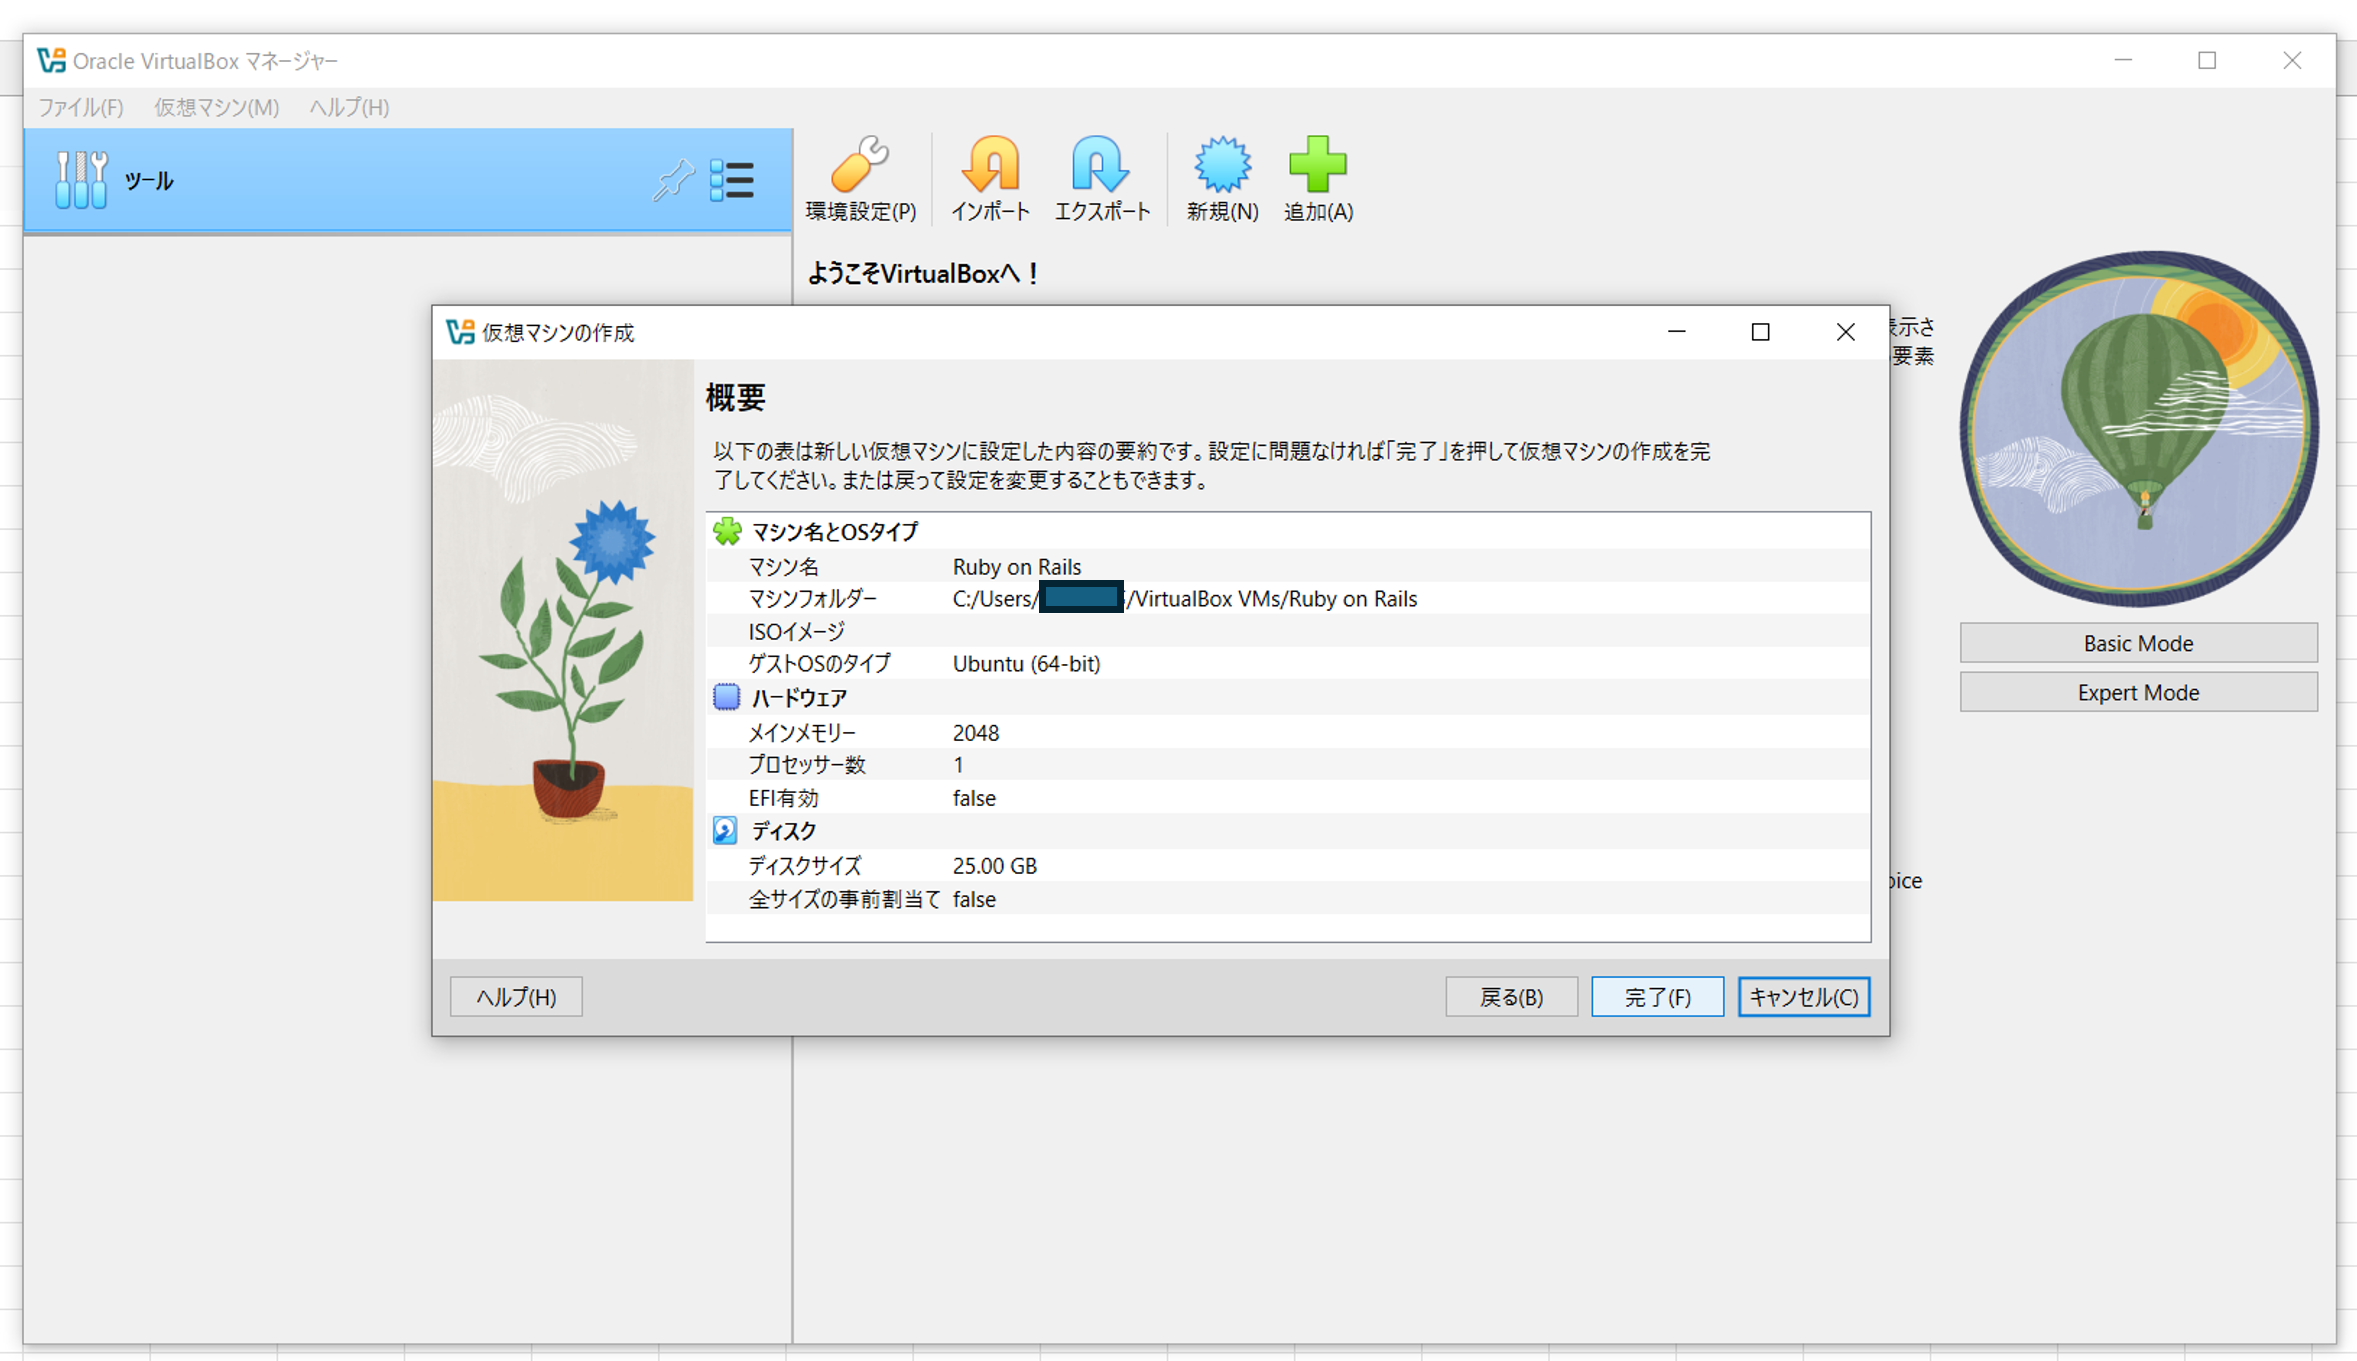 Oracle VirtualBox マネージャー
ファイル(F) 仮想マシン(M) ヘルプ(H)
ツール
環境設定(P) インポート エクスポート 新規(N) 追加(A)
ようこそVirtualBoxへ！
表示さ
要素
Basic Mode
Expert Mode
oice
仮想マシンの作成
概要
以下の表は新しい仮想マシンに設定した内容の要約です。設定に問題なければ「完了」を押して仮想マシンの作成を完
了してください。または戻って設定を変更することもできます。
マシン名とOSタイプ
マシン名 Ruby on Rails
マシンフォルダー C:/Users/ /VirtualBox VMs/Ruby on Rails
ISOイメージ
ゲストOSのタイプ Ubuntu (64-bit)
ハードウェア
メインメモリー 2048
プロセッサー数 1
EFI有効 false
ディスク
ディスクサイズ 25.00 GB
全サイズの事前割当て false
ヘルプ(H) 戻る(B) 完了(F) キャンセル(C)